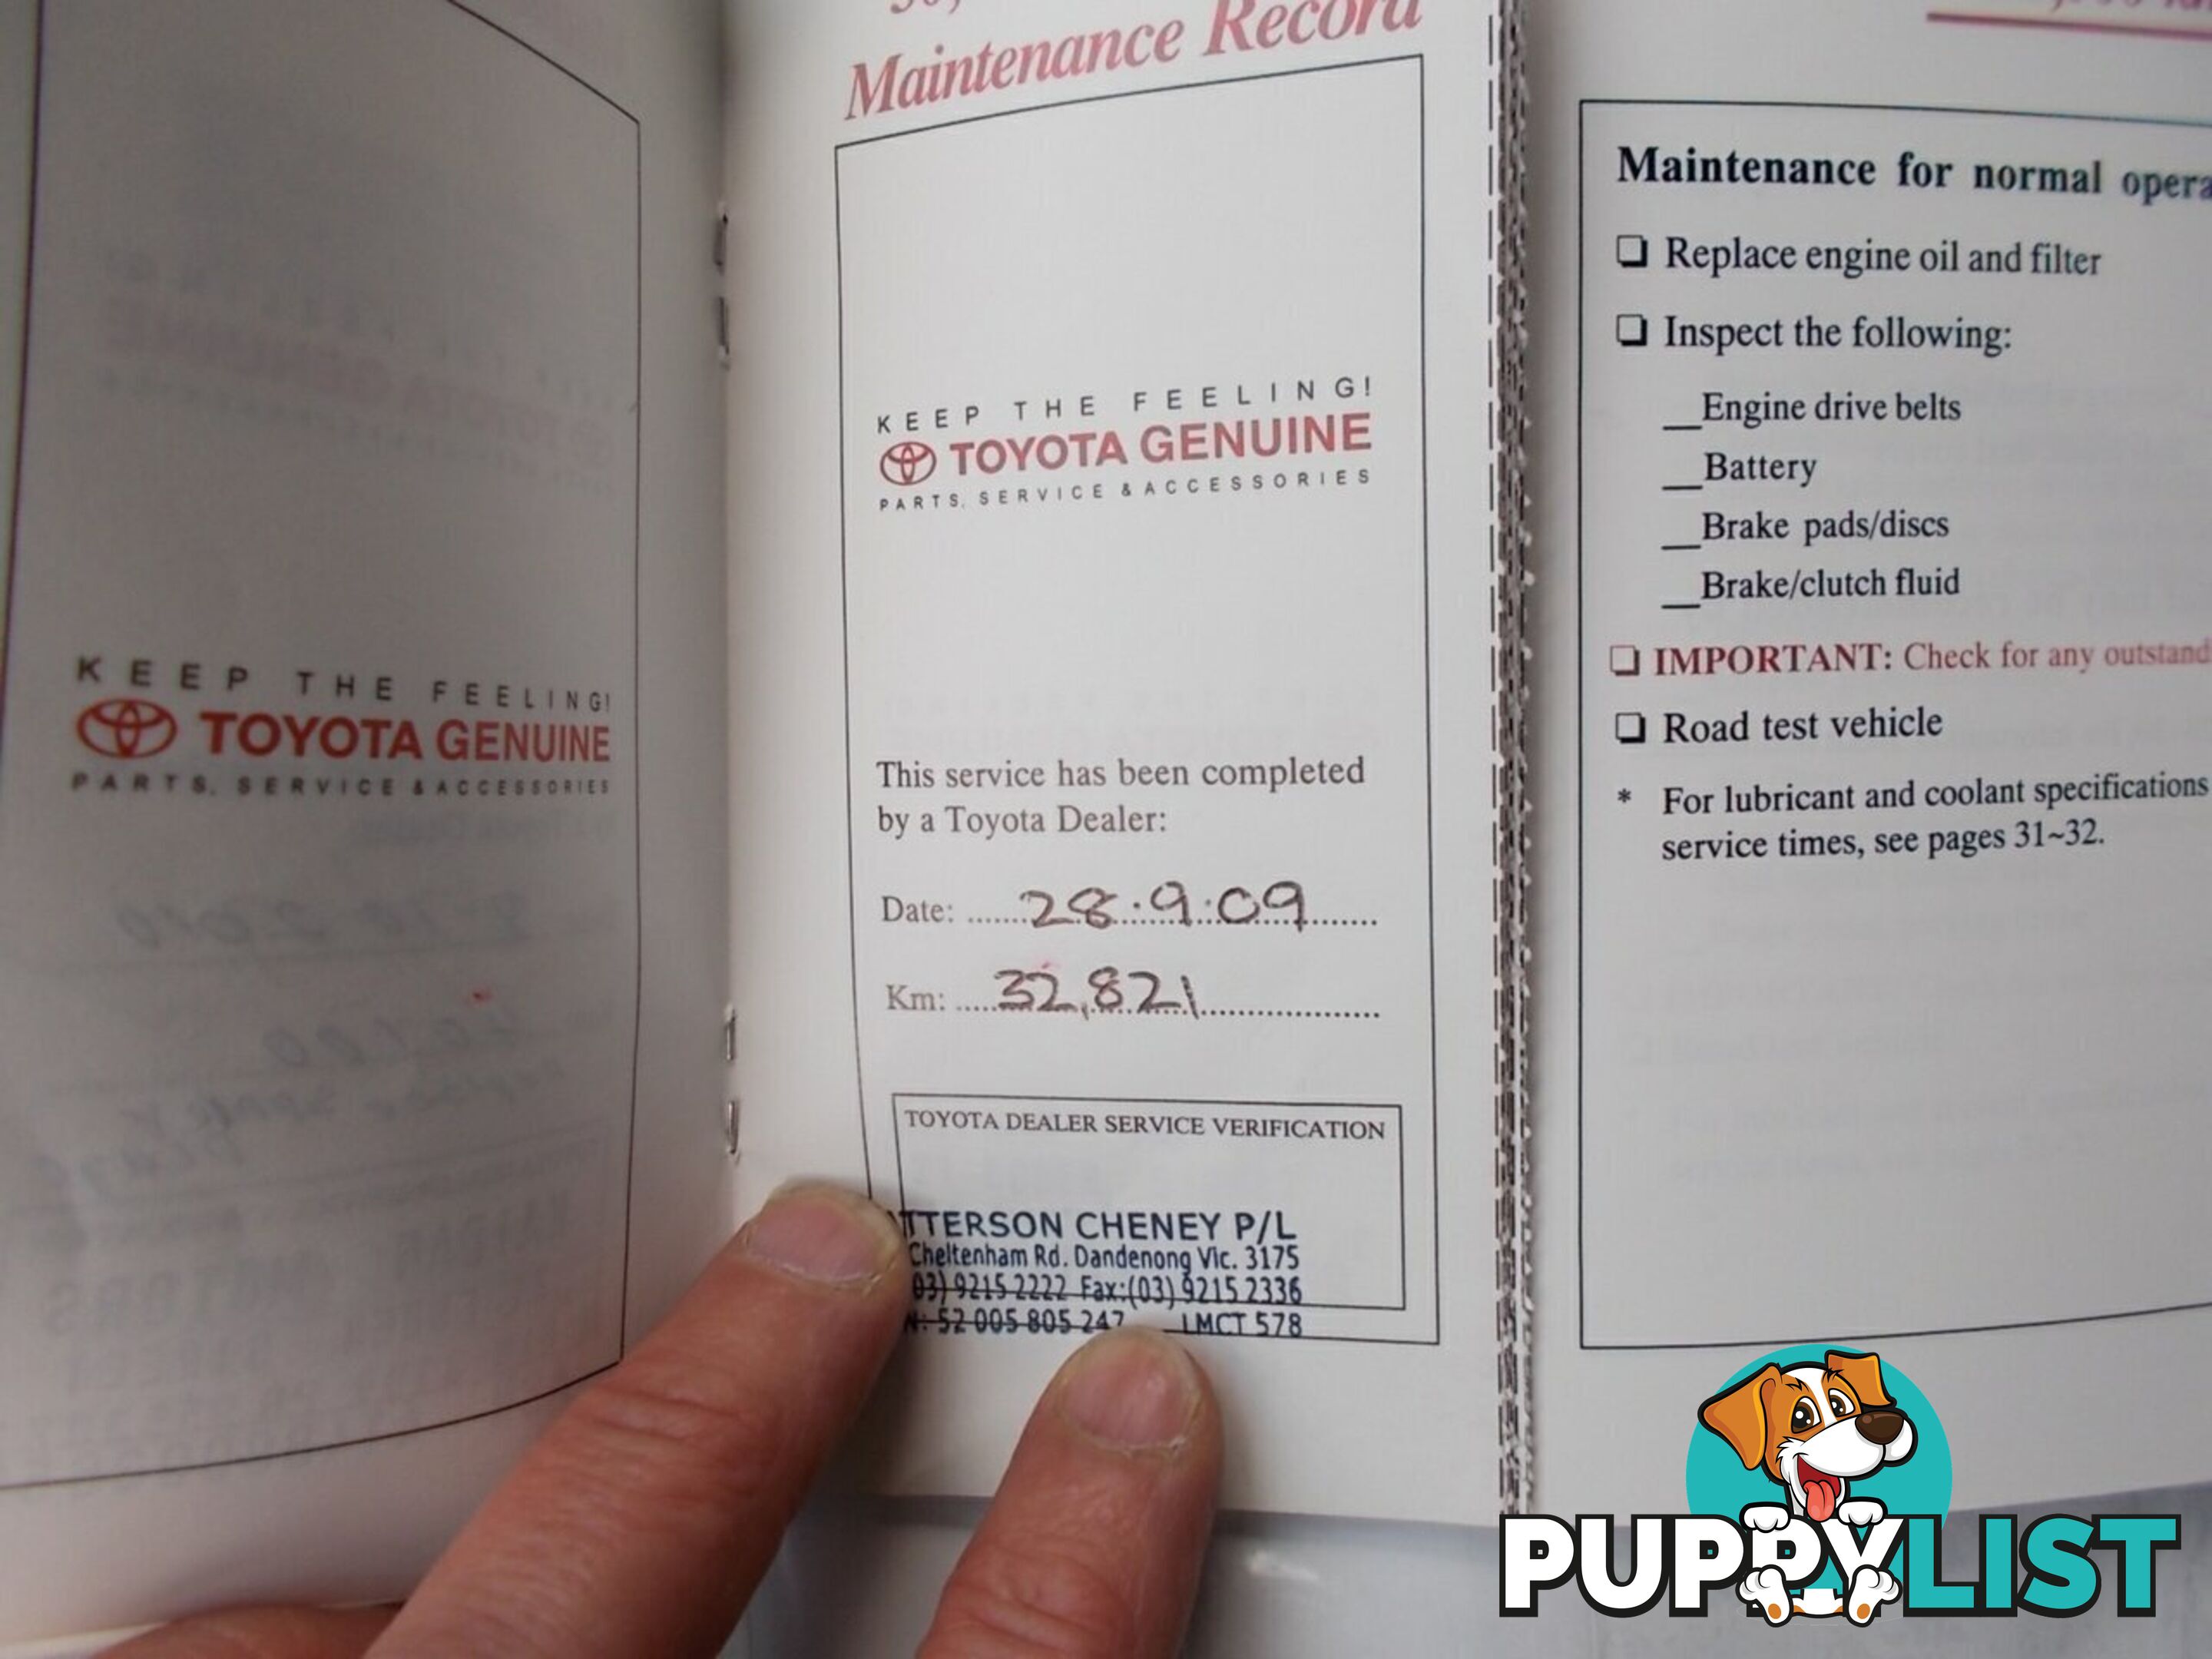 KEEP THE FEELING!
TOYOTA GENUINE
PARTS, SERVICE & ACCESSORIES
Maintenance Record
KEEP THE FEELING!
TOYOTA GENUINE
PARTS, SERVICE & ACCESSORIES
This service has been completed
by a Toyota Dealer:
Date: ......28.9.09......
Km: ....32,821......
TOYOTA DEALER SERVICE VERIFICATION
TTERSON CHENEY P/L
Cheltenham Rd. Dandenong Vic. 3175
03) 9215 2222 Fax:(03) 9215 2336
N: 52 005 805 247 LMCT 578
Maintenance for normal opera
❏ Replace engine oil and filter
❏ Inspect the following:
__Engine drive belts
__Battery
__Brake pads/discs
__Brake/clutch fluid
❏ IMPORTANT: Check for any outstand
❏ Road test vehicle
* For lubricant and coolant specifications
service times, see pages 31~32.
PUPPYLIST